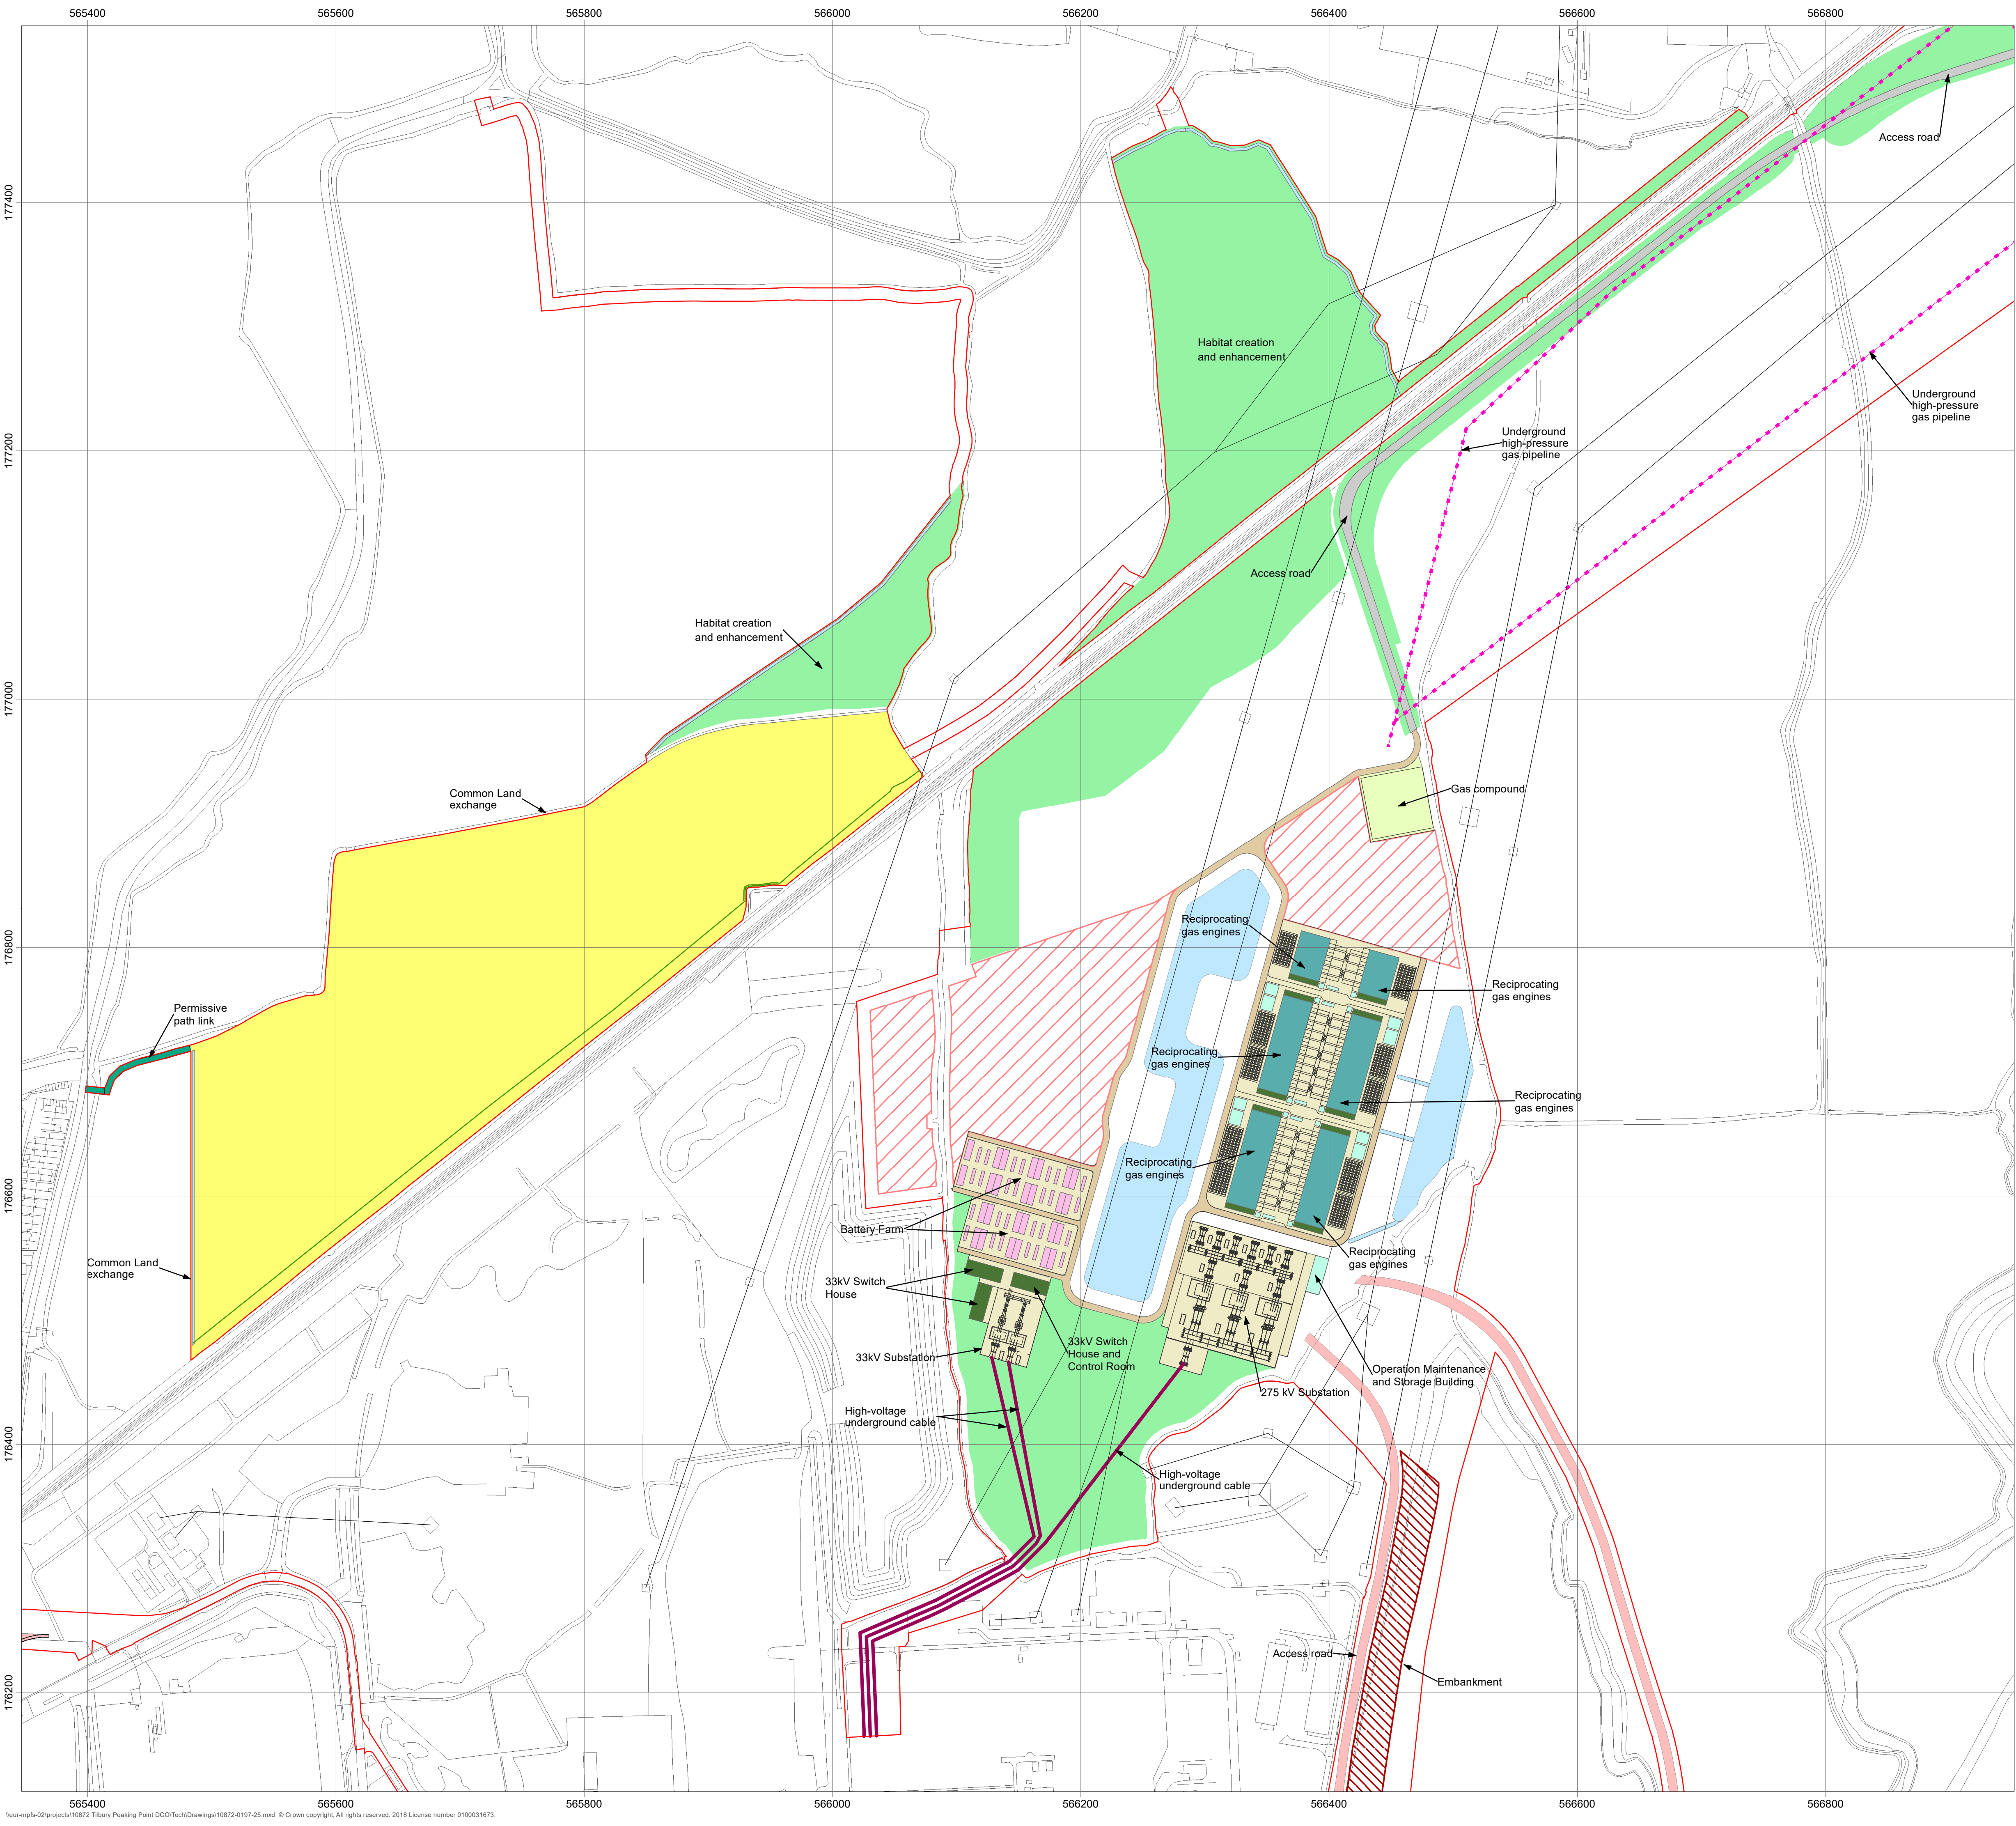 565400 565600 565800 566000 566200 566400 566600 566800
177400
177200
177000
176800
176600
176400
176200
Access road
Habitat creation
and enhancement
Underground
high-pressure
gas pipeline
Underground
high-pressure
gas pipeline
Access road
Habitat creation
and enhancement
Common Land
exchange
Gas compound
Reciprocating
gas engines
Reciprocating
gas engines
Permissive
path link
Reciprocating
gas engines
Reciprocating
gas engines
Reciprocating
gas engines
Battery Farm
Reciprocating
gas engines
Common Land
exchange
33kV Switch
House
33kV Switch
House and
Control Room
33kV Substation
Operation Maintenance
and Storage Building
275 kV Substation
High-voltage
underground cable
High-voltage
underground cable
Access road
Embankment
565400 565600 565800 566000 566200 566400 566600 566800
\\eur-mpfs-02\projects\10872 Tilbury Peaking Point DCO\Tech\Drawings\10872-0197-25.mxd © Crown copyright, All rights reserved. 2018 License number 0100031673.